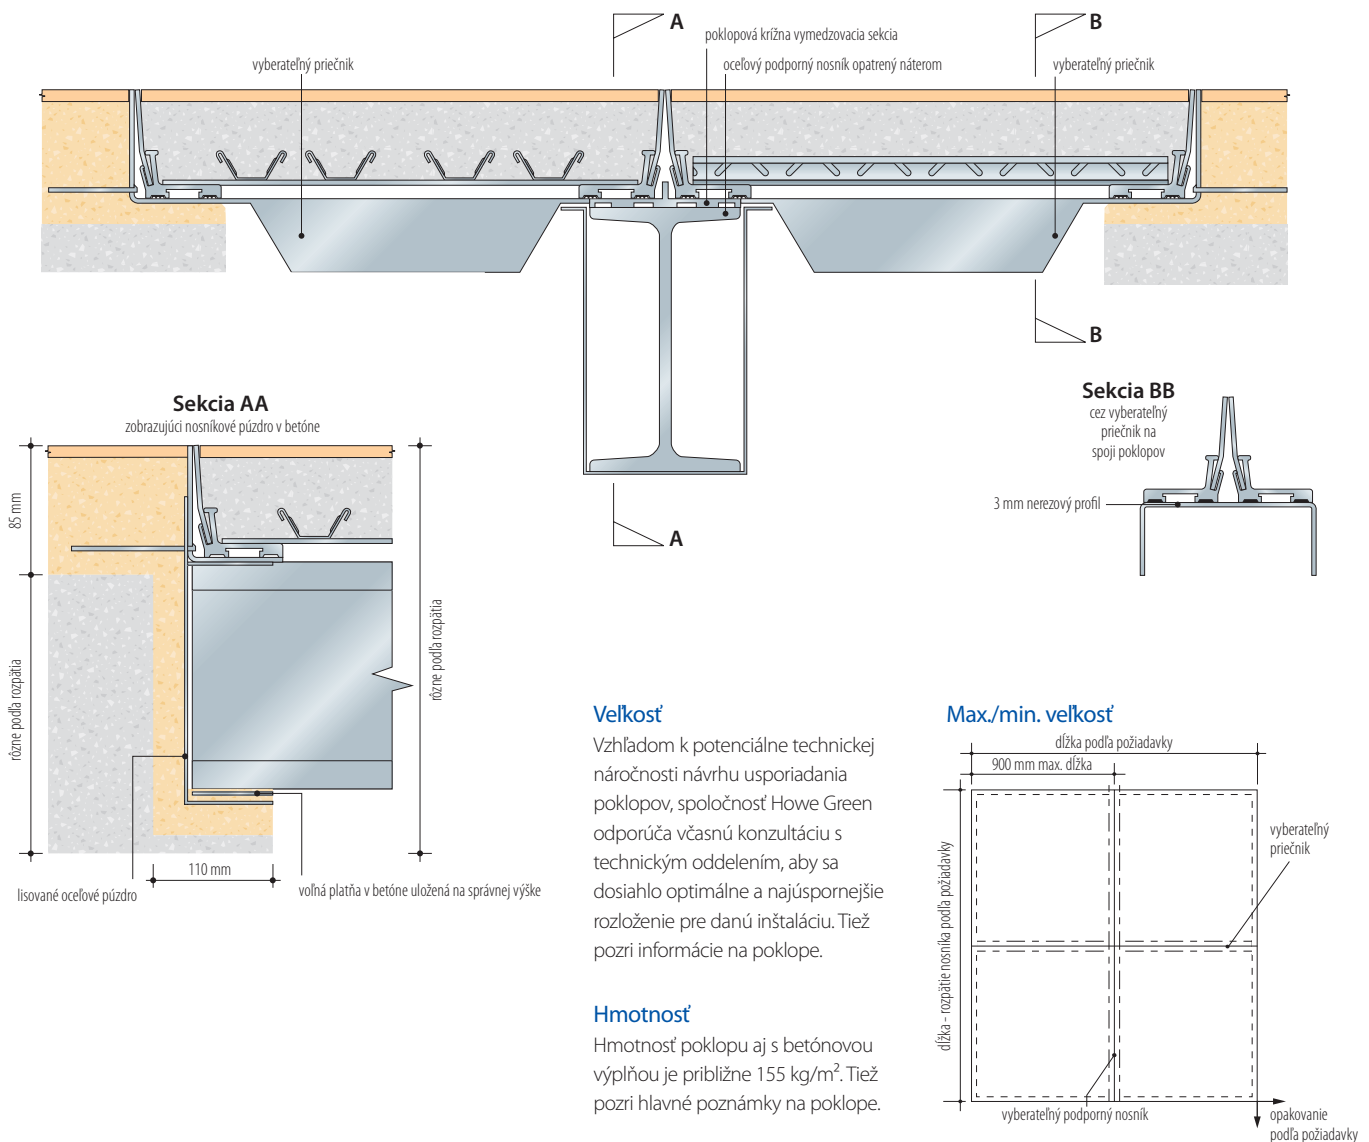 A
B
poklopová krížna vymedzovacia sekcia
vyberateľný priečnik
oceľový podporný nosník opatrený náterom
vyberateľný priečnik
B
A
Sekcia AA
zobrazujúci nosníkové púzdro v betóne
85 mm
rôzne podľa rozpätia
rôzne podľa rozpätia
110 mm
lisované oceľové púzdro
voľná platňa v betóne uložená na správnej výške
Sekcia BB
cez vyberateľný
priečnik na
spoji poklopov
3 mm nerezový profil
Veľkosť
Vzhľadom k potenciálne technickej
náročnosti návrhu usporiadania
poklopov, spoločnosť Howe Green
odporúča včasnú konzultáciu s
technickým oddelením, aby sa
dosiahlo optimálne a najúspornejšie
rozloženie pre danú inštaláciu. Tiež
pozri informácie na poklope.
Hmotnosť
Hmotnosť poklopu aj s betónovou
výplňou je približne 155 kg/m². Tiež
pozri hlavné poznámky na poklope.
Max./min. veľkosť
dĺžka podľa požiadavky
900 mm max. dĺžka
dĺžka - rozpätie nosníka podľa požiadavky
vyberateľný
priečnik
vyberateľný podporný nosník
opakovanie
podľa požiadavky